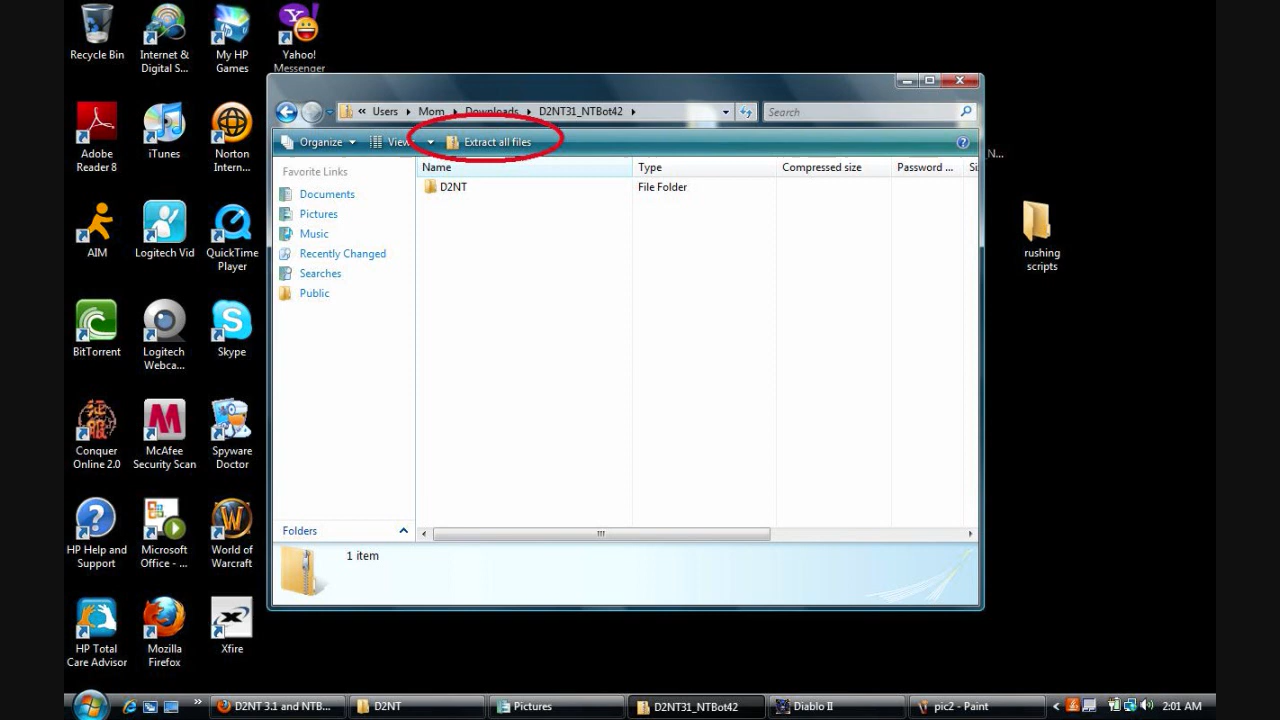 Recycle Bin
Internet &
Digital S...
My HP
Games
Yahoo!
Messenger
Adobe
Reader 8
iTunes
Norton
Intern...
AIM
Logitech Vid
QuickTime
Player
BitTorrent
Logitech
Webca...
Skype
Conquer
Online 2.0
McAfee
Security Scan
Spyware
Doctor
HP Help and
Support
Microsoft
Office - ...
World of
Warcraft
HP Total
Care Advisor
Mozilla
Firefox
Xfire
« Users Mom Downloads D2NT31_NTBot42
Search
Organize View Extract all files
Favorite Links
Documents
Pictures
Music
Recently Changed
Searches
Public
Folders
Name Type Compressed size Password ... Si
D2NT File Folder
1 item
N...
rushing
scripts
D2NT 3.1 and NTB... D2NT Pictures D2NT31_NTBot42 Diablo II pic2 - Paint 2:01 AM